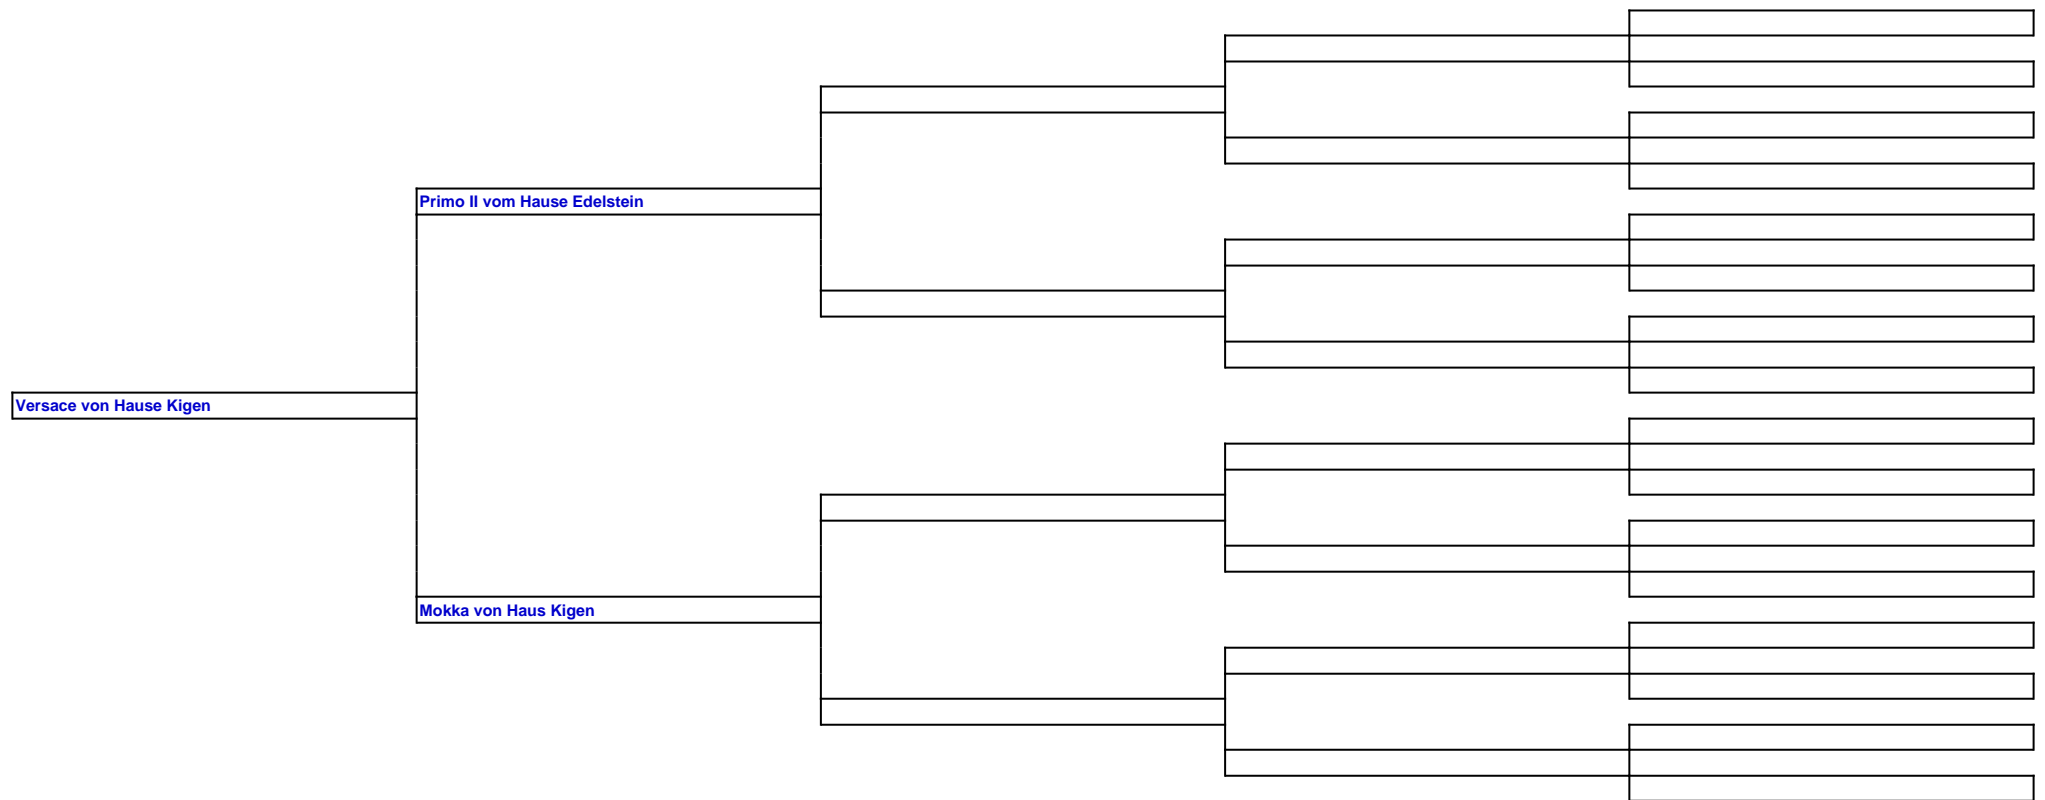 Primo II vom Hause Edelstein
Versace von Hause Kigen
Mokka von Haus Kigen